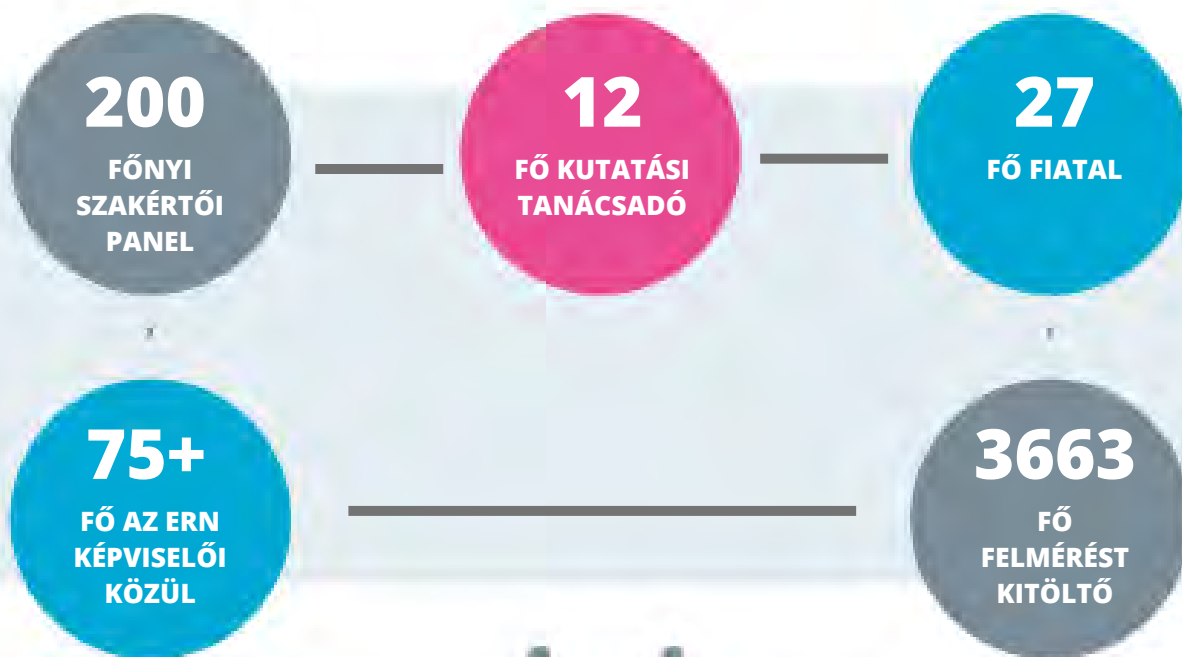 200
FŐNYI
SZAKÉRTŐI
PANEL
12
FŐ KUTATÁSI
TANÁCSADÓ
27
FŐ FIATAL
75+
FŐ AZ ERN
KÉPVISELŐI
KÖZÜL
3663
FŐ
FELMÉRÉST
KITÖLTŐ